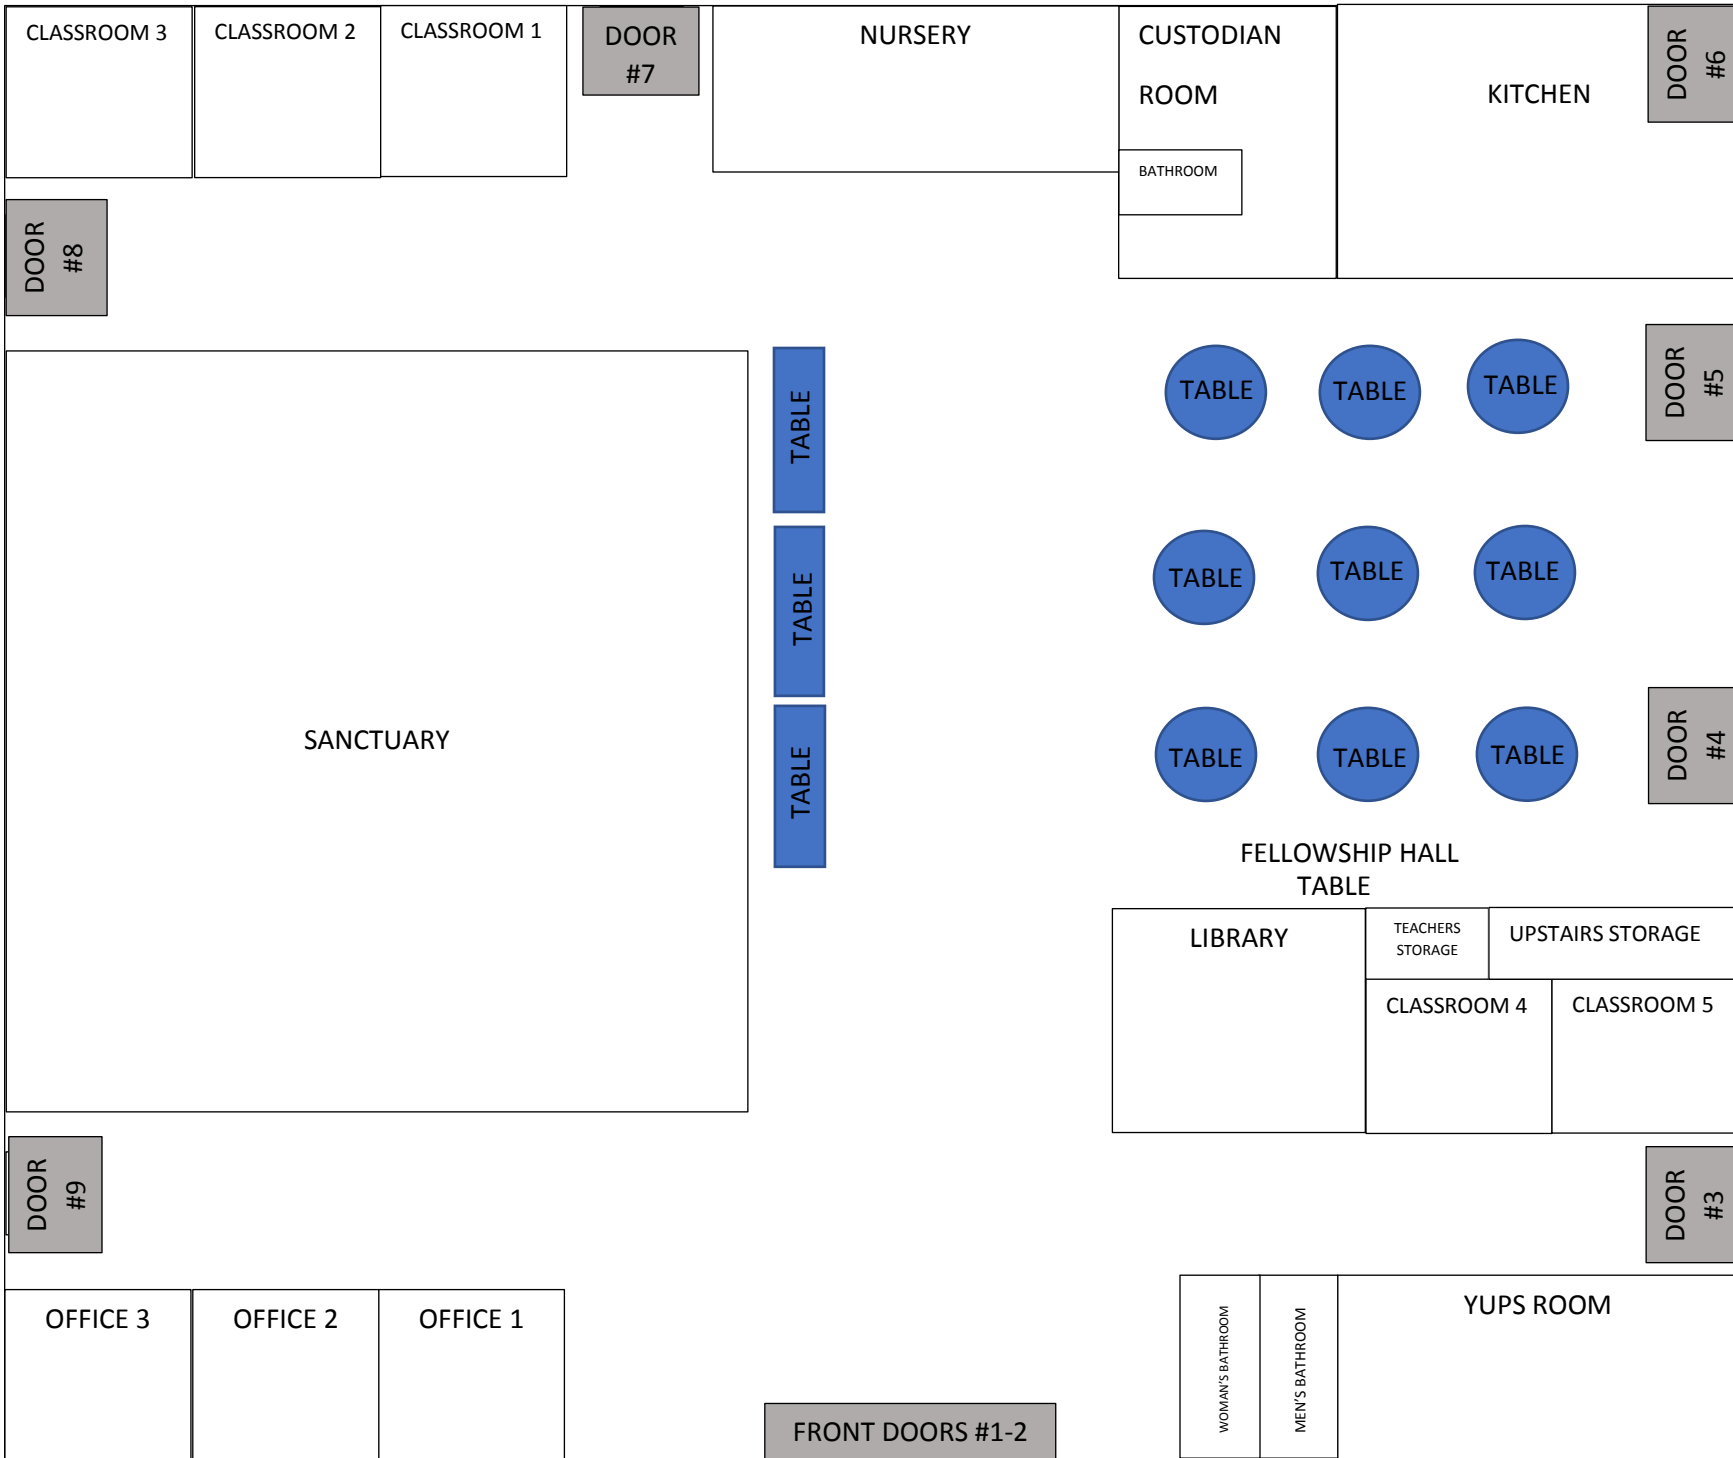 CLASSROOM 3
CLASSROOM 2
CLASSROOM 1
DOOR
#7
NURSERY
CUSTODIAN
ROOM
BATHROOM
KITCHEN
DOOR
#6
DOOR
#8
TABLE
TABLE
TABLE
TABLE
DOOR
#5
TABLE
TABLE
TABLE
TABLE
SANCTUARY
TABLE
TABLE
TABLE
TABLE
DOOR
#4
FELLOWSHIP HALL
TABLE
LIBRARY
TEACHERS
STORAGE
UPSTAIRS STORAGE
CLASSROOM 4
CLASSROOM 5
DOOR
#9
DOOR
#3
OFFICE 3
OFFICE 2
OFFICE 1
FRONT DOORS #1-2
WOMAN'S BATHROOM
MEN'S BATHROOM
YUPS ROOM